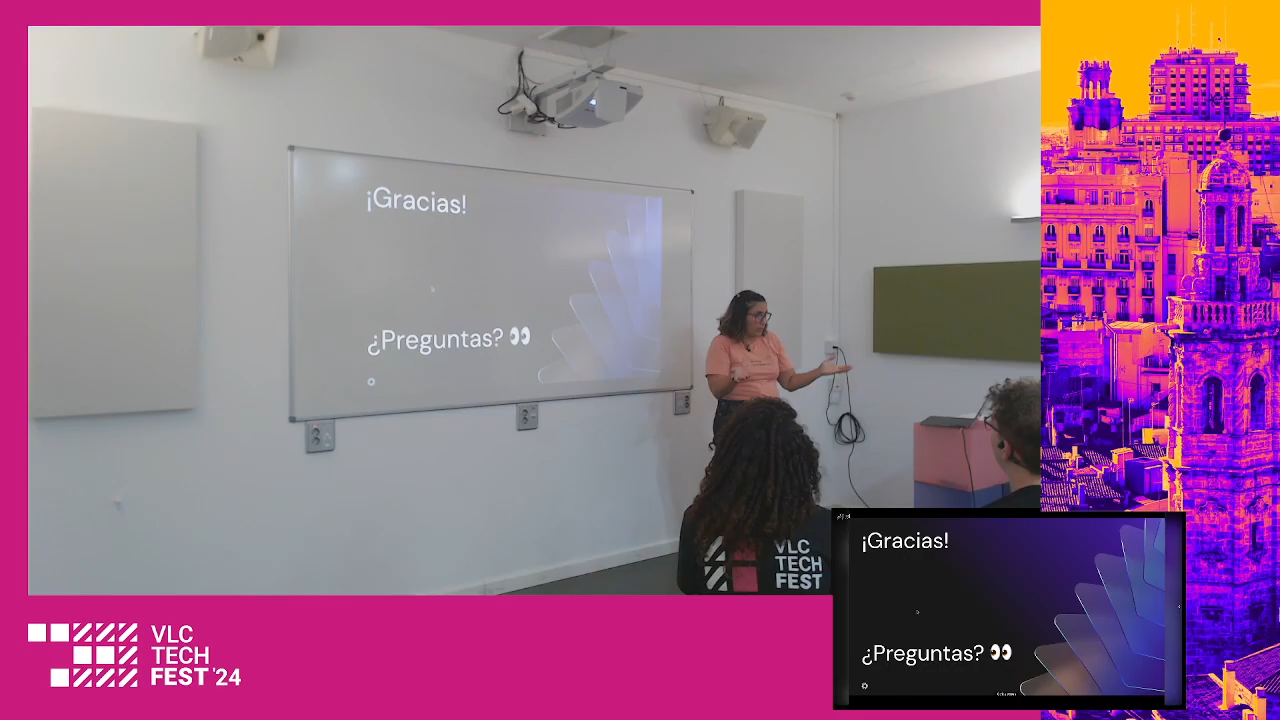 ¡Gracias!
¿Preguntas? 👀
VLC
TECH
FEST
¡Gracias!
¿Preguntas? 👀
VLC
TECH
FEST '24